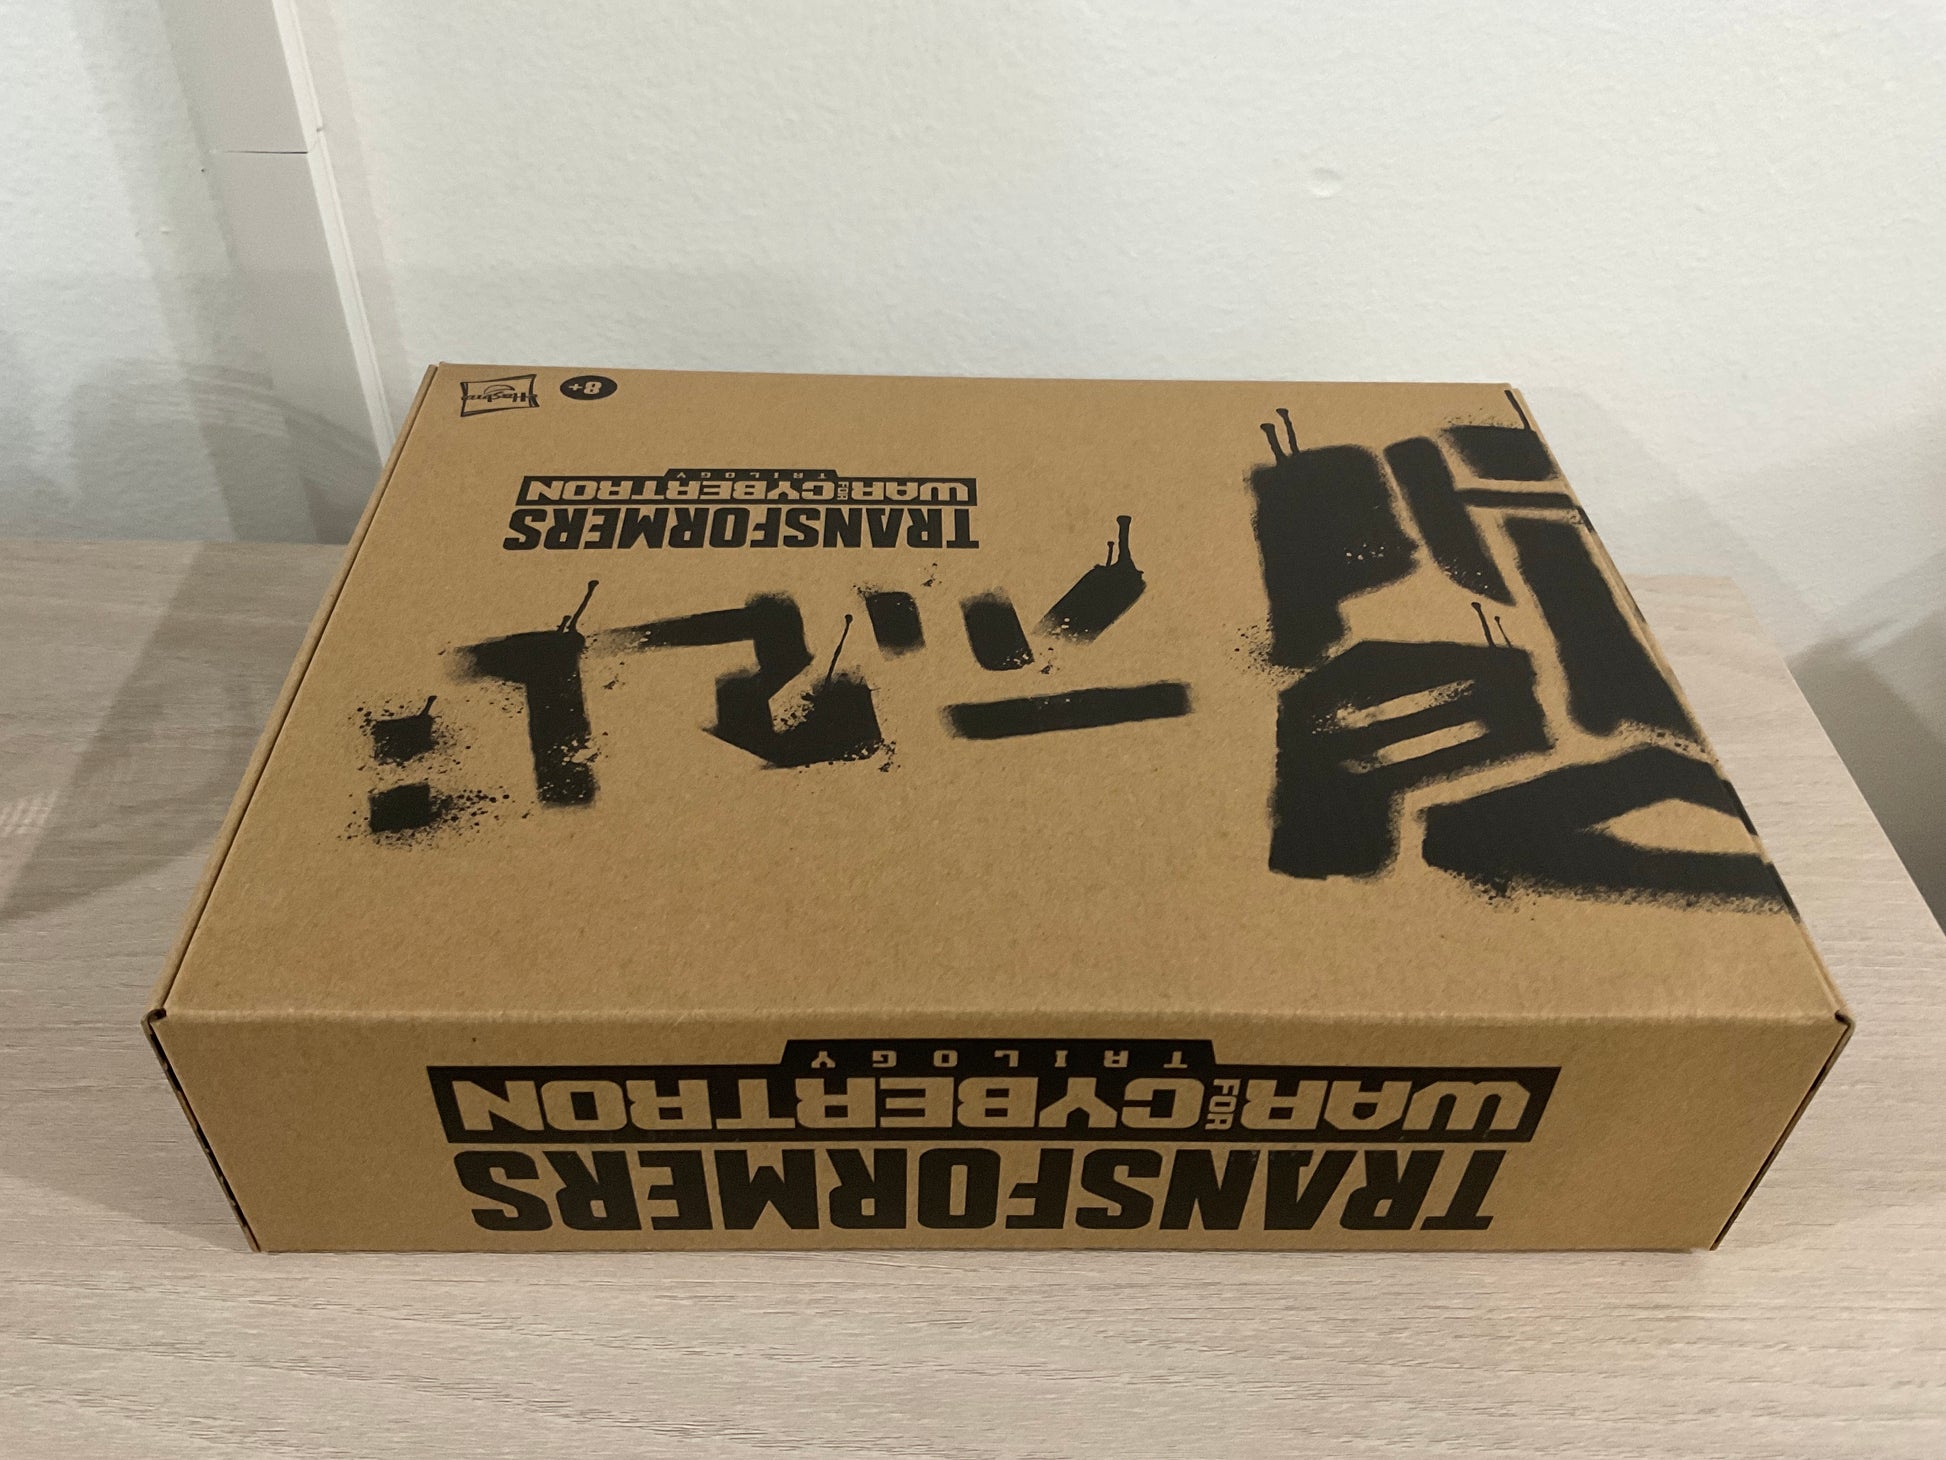 Hasbro
8+
TRANSFORMERS
WAR FOR CYBERTRON
TRILOGY
TRANSFORMERS
WAR FOR CYBERTRON
TRILOGY